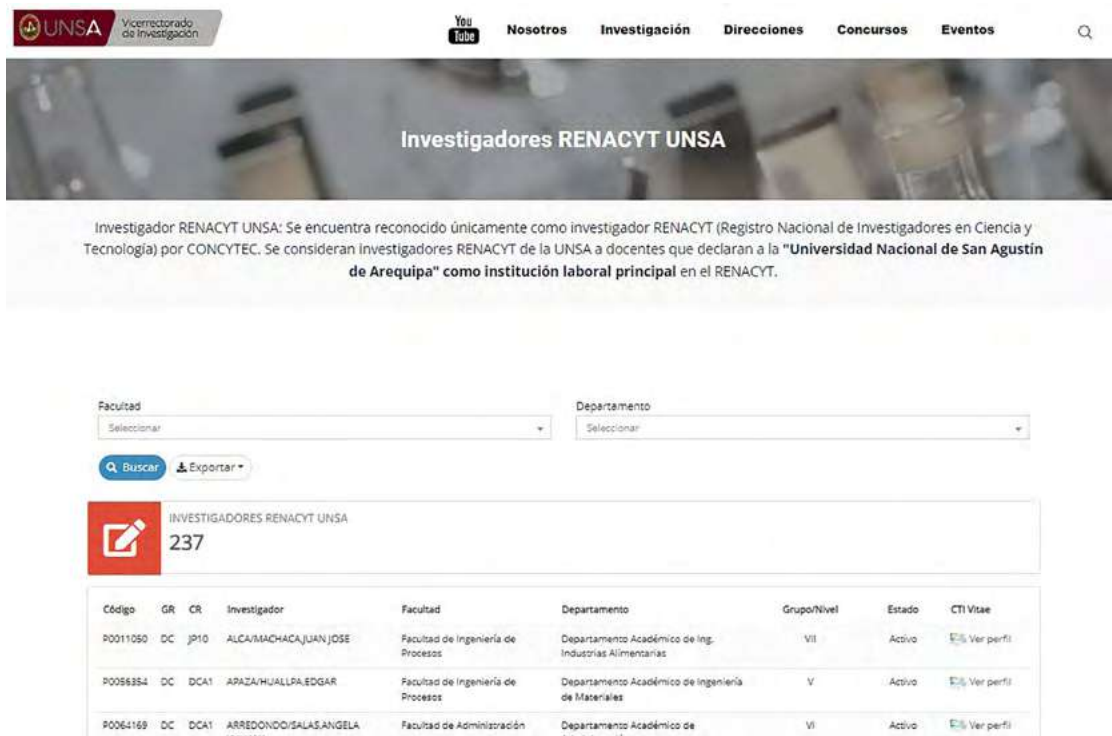 UNSA
Vicerrectorado
de Investigación
You
Tube
Nosotros
Investigación
Direcciones
Concursos
Eventos
Investigadores RENACYT UNSA
Investigador RENACYT UNSA: Se encuentra reconocido únicamente como investigador RENACYT (Registro Nacional de Investigadores en Ciencia y
Tecnología) por CONCYTEC. Se consideran investigadores RENACYT de la UNSA a docentes que declaran a la "Universidad Nacional de San Agustín
de Arequipa" como institución laboral principal en el RENACYT.
Facultad
Departamento
Seleccionar
Seleccionar
Buscar
Exportar
INVESTIGADORES RENACYT UNSA
237
Código GR CR Investigador Facultad Departamento Grupo/Nivel Estado CTI Vitae
P0011050 DC JP10 ALCA/MACHACA,JUAN JOSE Facultad de Ingeniería de Departamento Académico de Ing. VII Activo Ver perfil
Procesos Industrias Alimentarias
P0056354 DC DCA1 APAZA/HUALLPA,EDGAR Facultad de Ingeniería de Departamento Académico de Ingeniería V Activo Ver perfil
Procesos de Materiales
P0064169 DC DCA1 ARREDONDO/SALAS,ANGELA Facultad de Administración Departamento Académico de VI Activo Ver perfil